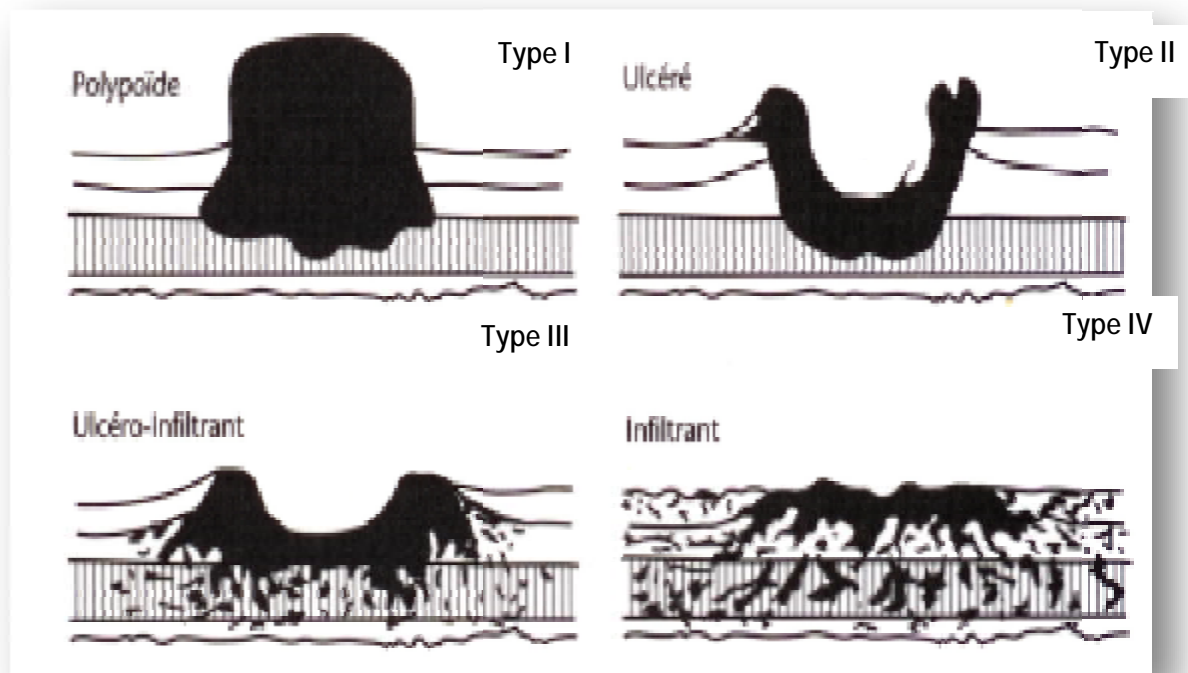 Type I
Polypoïde
Type II
Ulcéré
Type III
Ulcéro-infiltrant
Type IV
Infiltrant